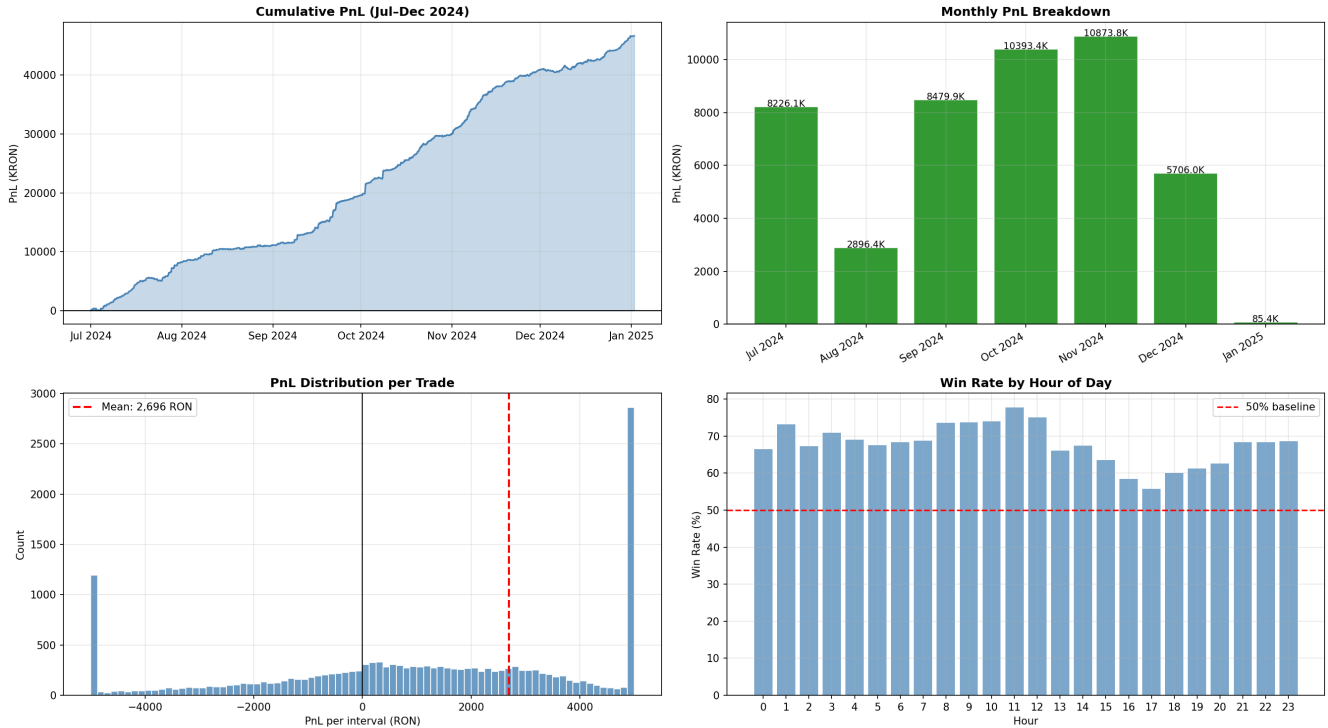 Cumulative PnL (Jul–Dec 2024)
PnL (KRON)
40000
30000
20000
10000
0
Jul 2024
Aug 2024
Sep 2024
Oct 2024
Nov 2024
Dec 2024
Jan 2025
Monthly PnL Breakdown
PnL (KRON)
10000
8000
6000
4000
2000
0
8226.1K
2896.4K
8479.9K
10393.4K
10873.8K
5706.0K
85.4K
Jul 2024
Aug 2024
Sep 2024
Oct 2024
Nov 2024
Dec 2024
Jan 2025
PnL Distribution per Trade
Mean: 2,696 RON
Count
3000
2500
2000
1500
1000
500
0
−4000
−2000
0
2000
4000
PnL per interval (RON)
Win Rate by Hour of Day
50% baseline
Win Rate (%)
80
70
60
50
40
30
20
10
0
0 1 2 3 4 5 6 7 8 9 10 11 12 13 14 15 16 17 18 19 20 21 22 23
Hour